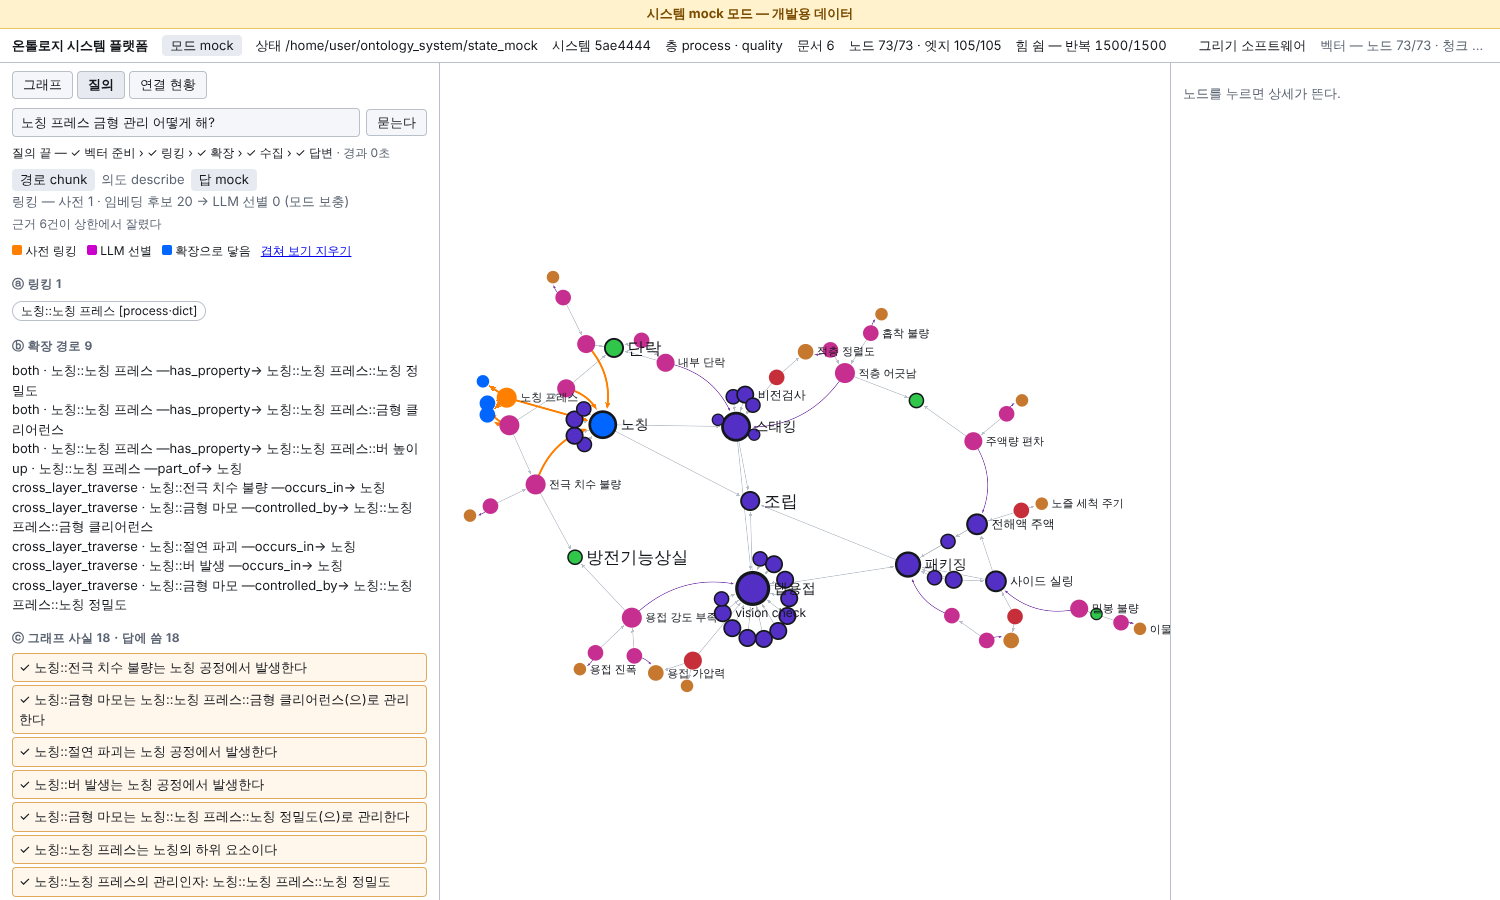 시스템 mock 모드 — 개발용 데이터
온톨로지 시스템 플랫폼 모드 mock 상태 /home/user/ontology_system/state_mock 시스템 5ae4444 층 process · quality 문서 6 노드 73/73 · 엣지 105/105 힘 쉼 — 반복 1500/1500 그리기 소프트웨어 벡터 — 노드 73/73 · 청크 ...
그래프 질의 연결 현황
노칭 프레스 금형 관리 어떻게 해? 묻는다
질의 끝 — ✓ 벡터 준비 › ✓ 링킹 › ✓ 확장 › ✓ 수집 › ✓ 답변 · 경과 0초
경로 chunk 의도 describe 답 mock
링킹 — 사전 1 · 임베딩 후보 20 → LLM 선별 0 (모드 보충)
근거 6건이 상한에서 잘렸다
사전 링킹 LLM 선별 확장으로 닿음 겹쳐 보기 지우기
ⓐ 링킹 1
노칭::노칭 프레스 [process·dict]
ⓑ 확장 경로 9
both · 노칭::노칭 프레스 —has_property→ 노칭::노칭 프레스::노칭 정
밀도
both · 노칭::노칭 프레스 —has_property→ 노칭::노칭 프레스::금형 클
리어런스
both · 노칭::노칭 프레스 —has_property→ 노칭::노칭 프레스::버 높이
up · 노칭::노칭 프레스 —part_of→ 노칭
cross_layer_traverse · 노칭::전극 치수 불량 —occurs_in→ 노칭
cross_layer_traverse · 노칭::금형 마모 —controlled_by→ 노칭::노칭
프레스::금형 클리어런스
cross_layer_traverse · 노칭::절연 파괴 —occurs_in→ 노칭
cross_layer_traverse · 노칭::버 발생 —occurs_in→ 노칭
cross_layer_traverse · 노칭::금형 마모 —controlled_by→ 노칭::노칭
프레스::노칭 정밀도
ⓒ 그래프 사실 18 · 답에 씀 18
✓ 노칭::전극 치수 불량는 노칭 공정에서 발생한다
✓ 노칭::금형 마모는 노칭::노칭 프레스::금형 클리어런스(으)로 관리
한다
✓ 노칭::절연 파괴는 노칭 공정에서 발생한다
✓ 노칭::버 발생는 노칭 공정에서 발생한다
✓ 노칭::금형 마모는 노칭::노칭 프레스::노칭 정밀도(으)로 관리한다
✓ 노칭::노칭 프레스는 노칭의 하위 요소이다
✓ 노칭::노칭 프레스의 관리인자: 노칭::노칭 프레스::노칭 정밀도
노드를 누르면 상세가 뜬다.
흡착 불량
단락
적층 정렬도
내부 단락
적층 어긋남
노칭 프레스
비전검사
노칭
스태킹
주액량 편차
전극 치수 불량
조립
노즐 세척 주기
전해액 주액
방전기능상실
패키징
사이드 실링
탭용접
vision check
용접 강도 부족
밀봉 불량
이물
용접 진폭
용접 가압력